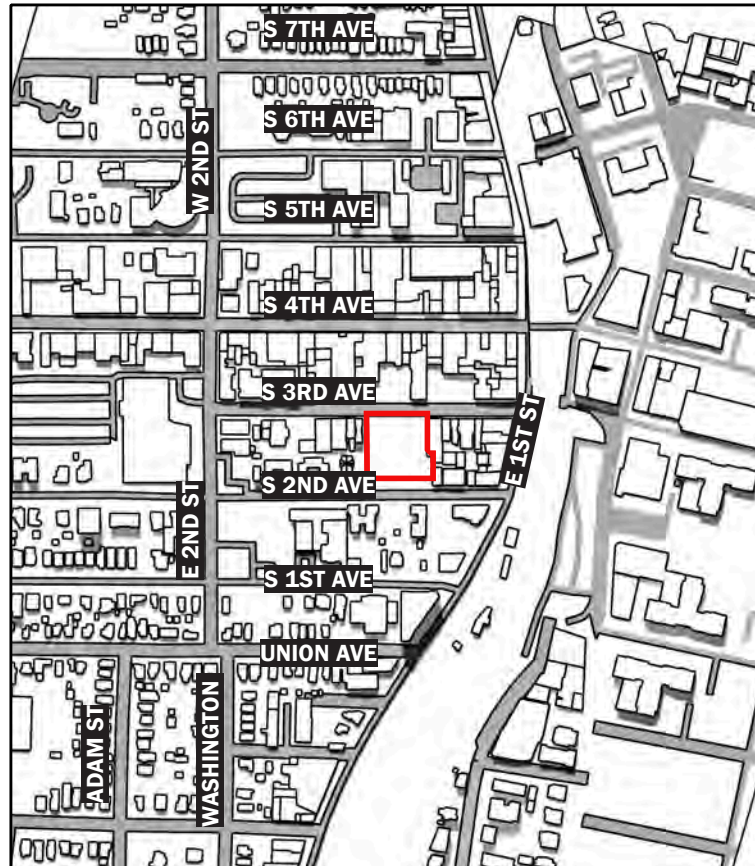 S 7TH AVE
S 6TH AVE
W 2ND ST
S 5TH AVE
S 4TH AVE
S 3RD AVE
E 1ST ST
S 2ND AVE
E 2ND ST
S 1ST AVE
UNION AVE
ADAM ST
WASHINGTON